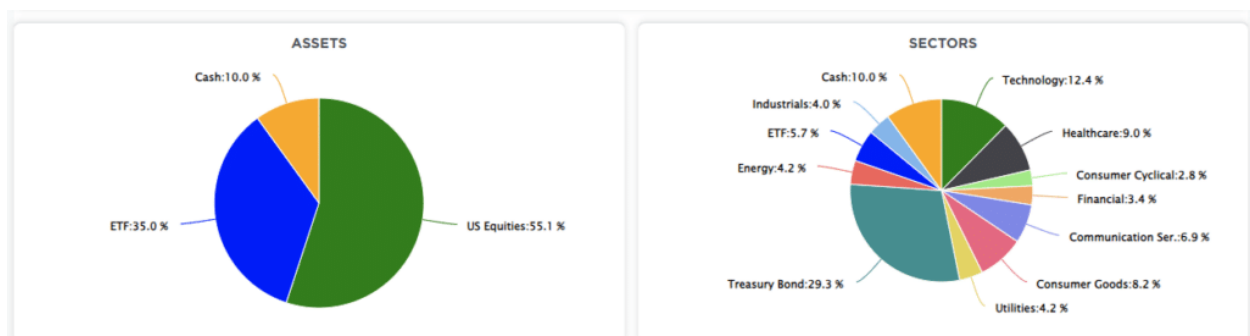 ASSETS
Cash:10.0 %
ETF:35.0 %
US Equities:55.1 %
SECTORS
Cash:10.0 %
Technology:12.4 %
Industrials:4.0 %
Healthcare:9.0 %
ETF:5.7 %
Energy:4.2 %
Consumer Cyclical:2.8 %
Financial:3.4 %
Communication Ser.:6.9 %
Treasury Bond:29.3 %
Consumer Goods:8.2 %
Utilities:4.2 %